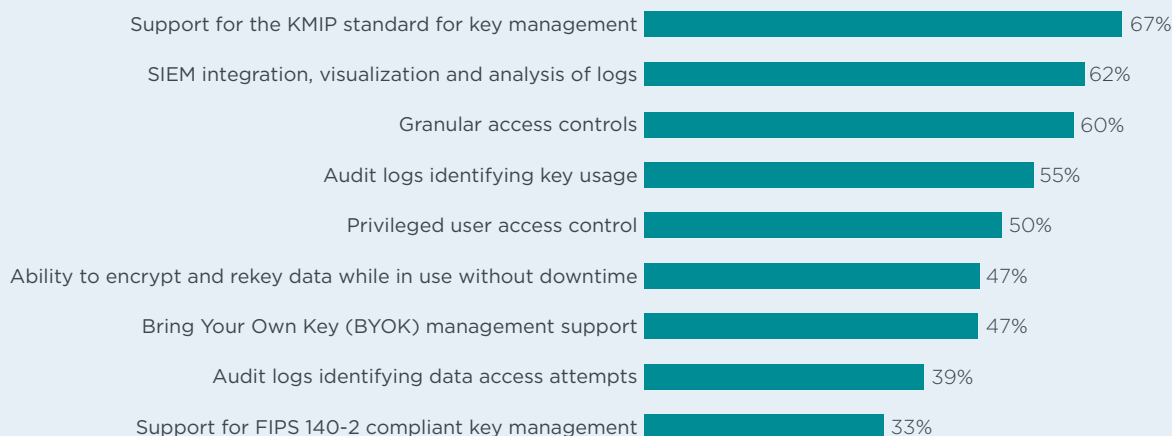 Support for the KMIP standard for key management 67%
SIEM integration, visualization and analysis of logs 62%
Granular access controls 60%
Audit logs identifying key usage 55%
Privileged user access control 50%
Ability to encrypt and rekey data while in use without downtime 47%
Bring Your Own Key (BYOK) management support 47%
Audit logs identifying data access attempts 39%
Support for FIPS 140-2 compliant key management 33%